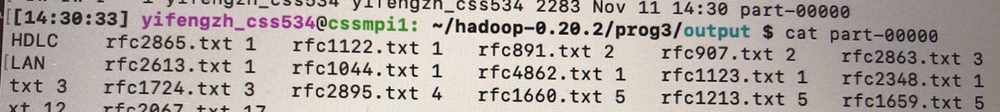 yifengzh_css534 2283 Nov 11 14:30 part-00000
[[14:30:33] yifengzh_css534@cssmpi1: ~/hadoop-0.20.2/prog3/output $ cat part-00000
HDLC rfc2865.txt 1 rfc1122.txt 1 rfc891.txt 2 rfc907.txt 2 rfc2863.txt 3
[LAN rfc2613.txt 1 rfc1044.txt 1 rfc4862.txt 1 rfc1123.txt 1 rfc2348.txt 1
txt 3 rfc1724.txt 3 rfc2895.txt 4 rfc1660.txt 5 rfc1213.txt 5 rfc1659.txt 5
xt 12 rfc2067.txt 17